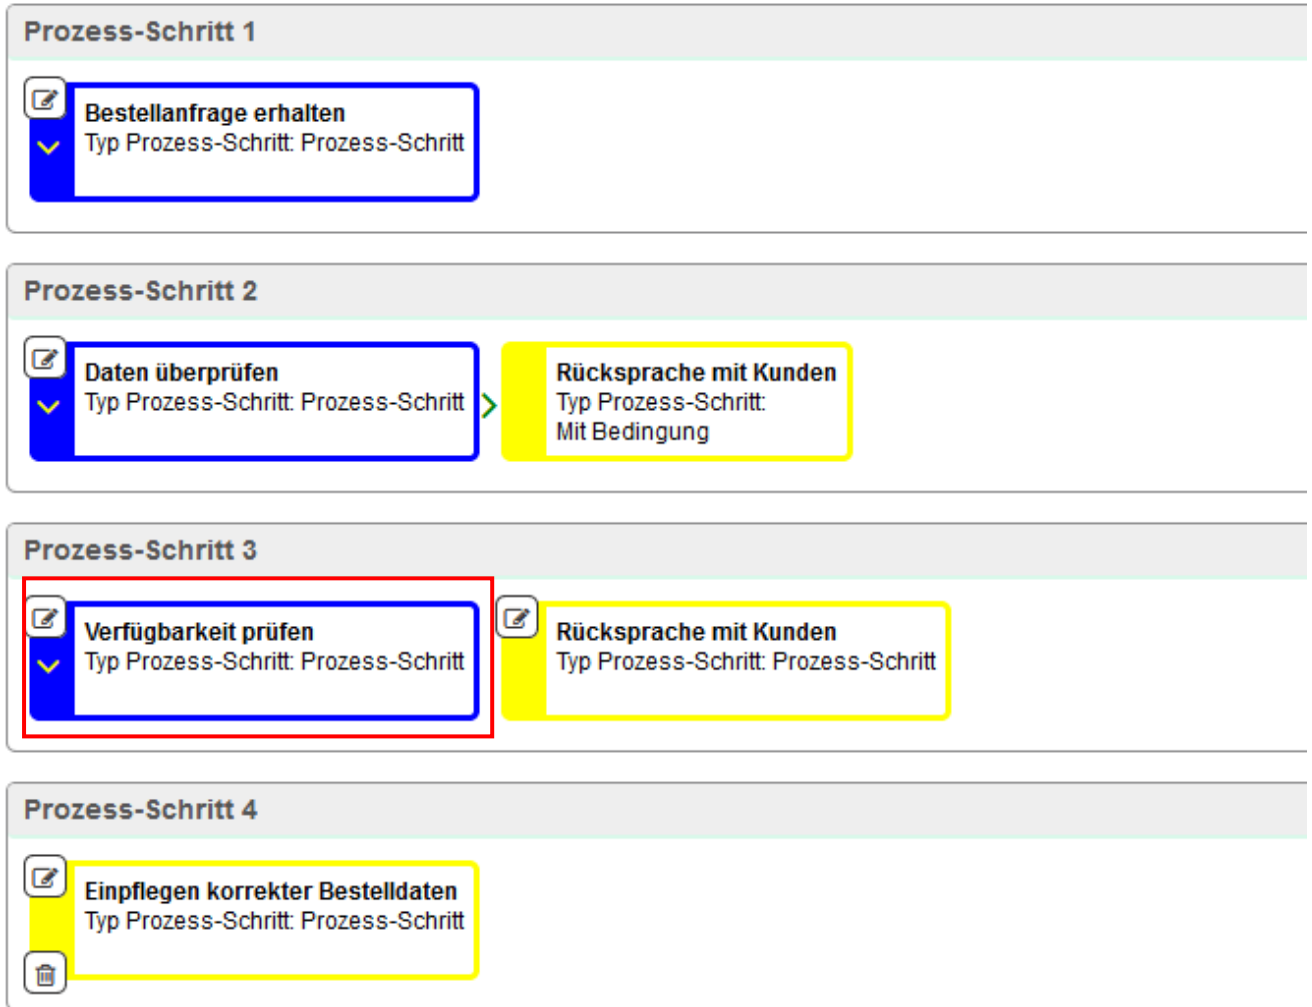 Prozess-Schritt 1
Bestellanfrage erhalten
Typ Prozess-Schritt: Prozess-Schritt
Prozess-Schritt 2
Daten überprüfen
Typ Prozess-Schritt: Prozess-Schritt
Rücksprache mit Kunden
Typ Prozess-Schritt:
Mit Bedingung
Prozess-Schritt 3
Verfügbarkeit prüfen
Typ Prozess-Schritt: Prozess-Schritt
Rücksprache mit Kunden
Typ Prozess-Schritt: Prozess-Schritt
Prozess-Schritt 4
Einpflegen korrekter Bestelldaten
Typ Prozess-Schritt: Prozess-Schritt